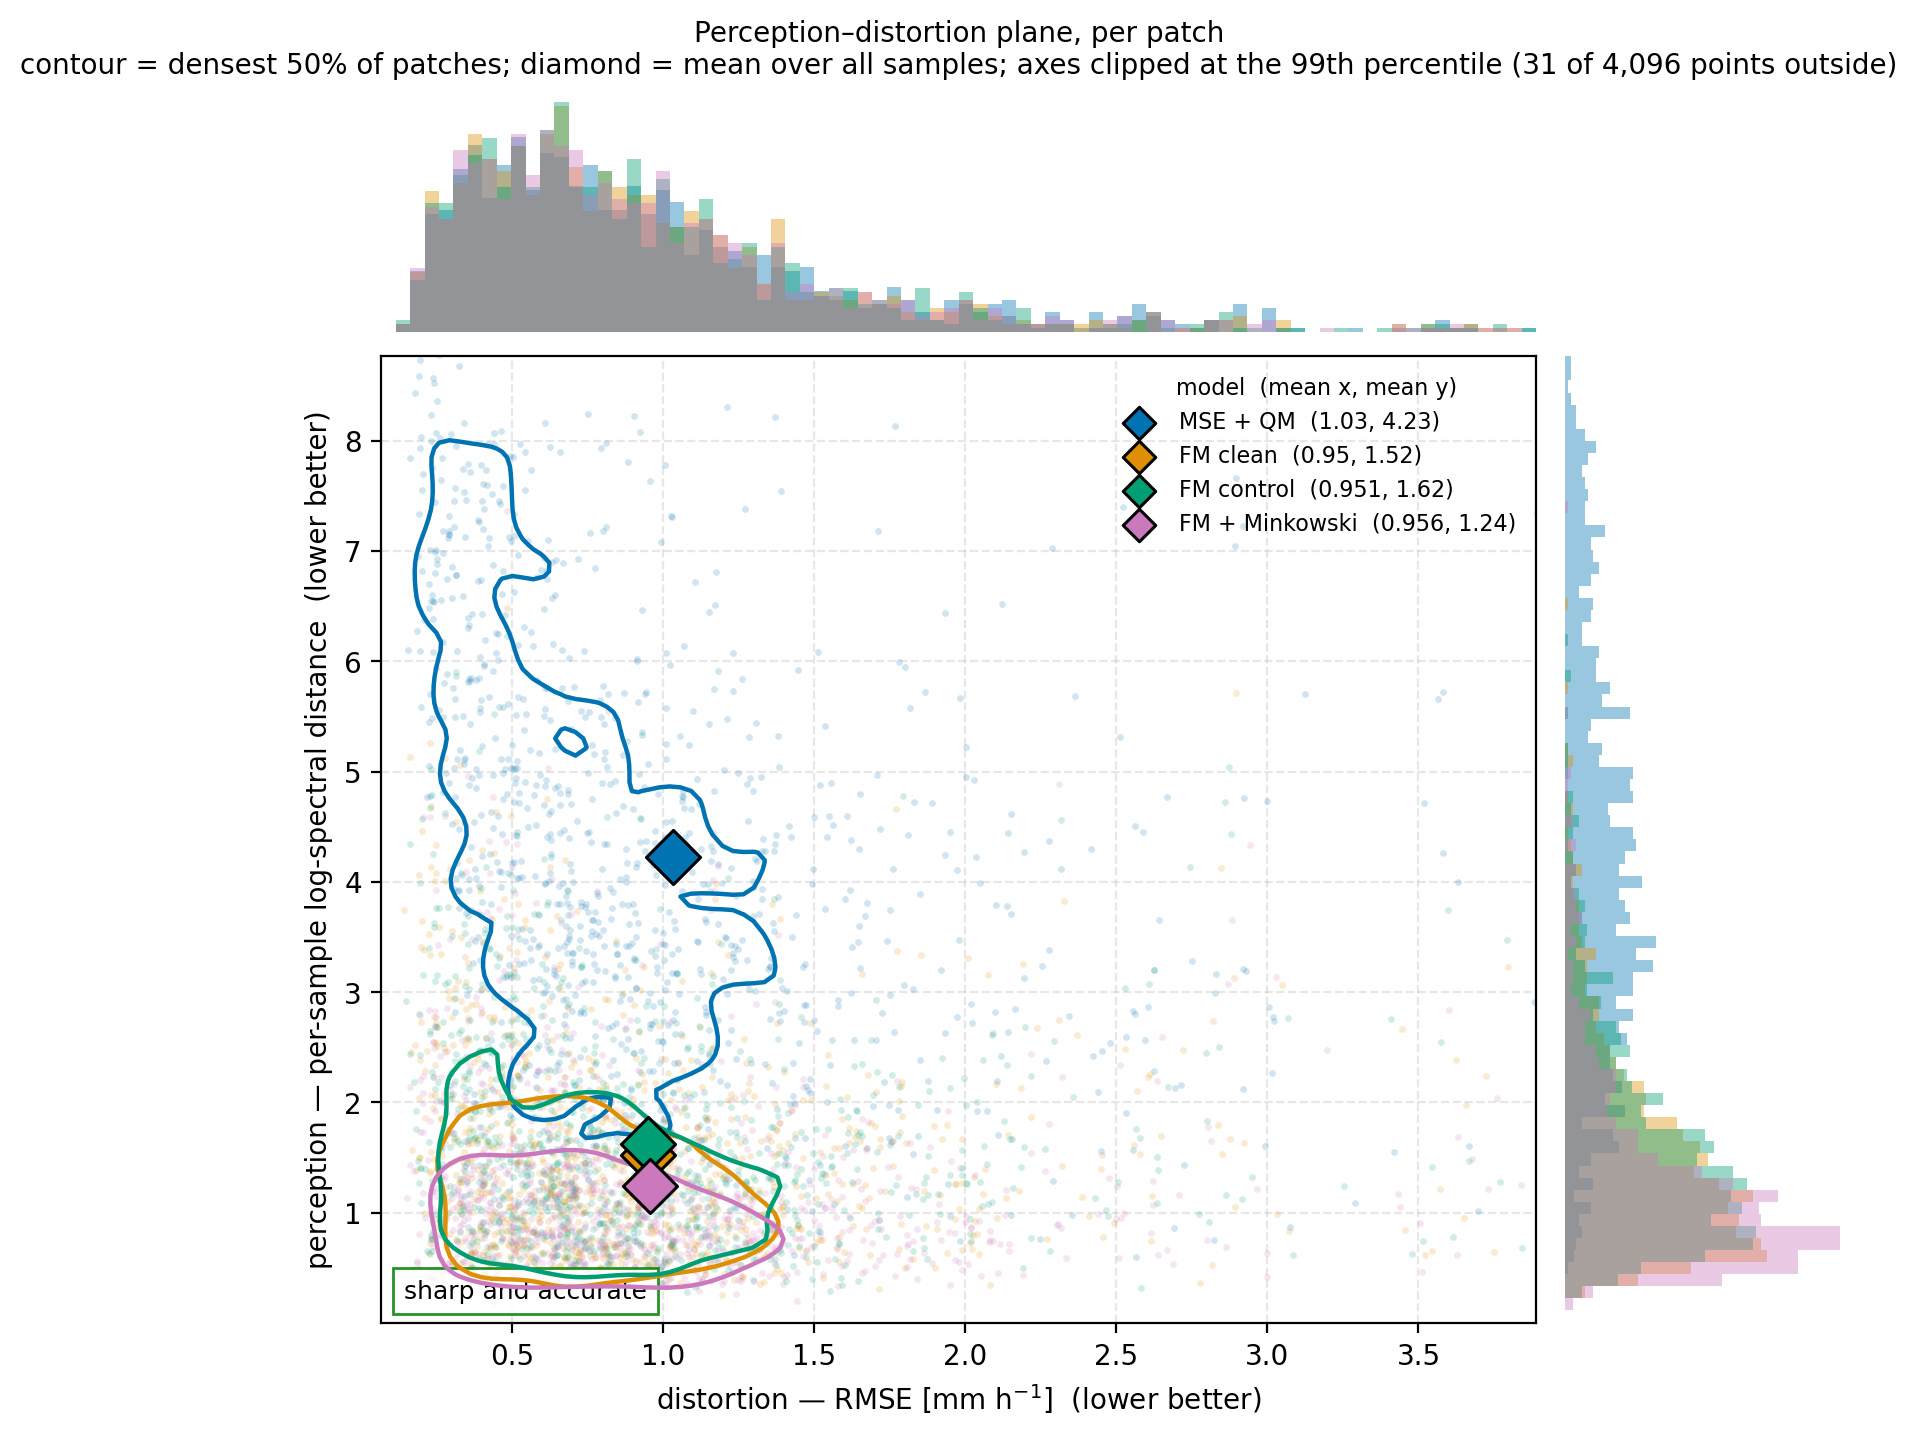 Perception–distortion plane, per patch
contour = densest 50% of patches; diamond = mean over all samples; axes clipped at the 99th percentile (31 of 4,096 points outside)
model (mean x, mean y)
MSE + QM (1.03, 4.23)
FM clean (0.95, 1.52)
FM control (0.951, 1.62)
FM + Minkowski (0.956, 1.24)
perception — per-sample log-spectral distance (lower better)
8
7
6
5
4
3
2
1
sharp and accurate
0.5 1.0 1.5 2.0 2.5 3.0 3.5
distortion — RMSE [mm h⁻¹] (lower better)